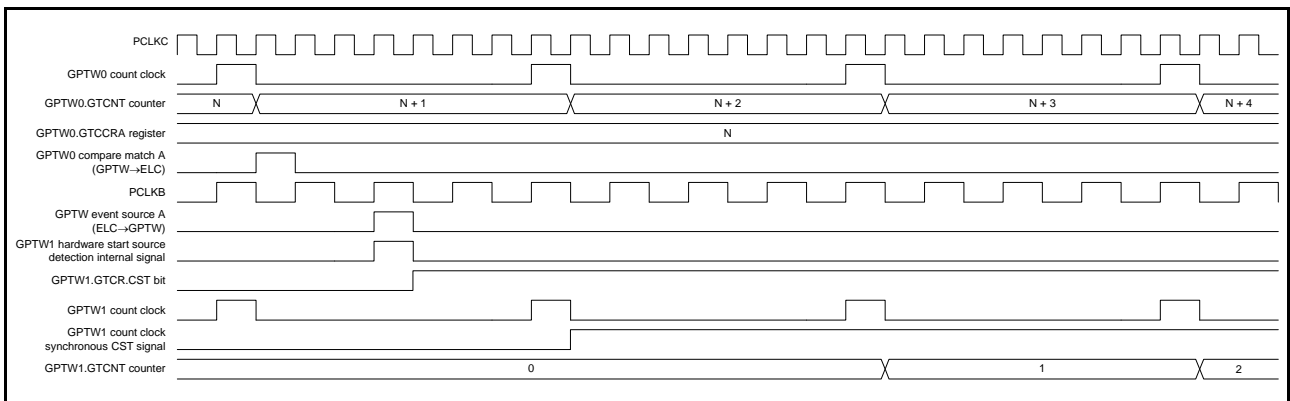 PCLKC
GPTW0 count clock
GPTW0.GTCNT counter
N
N + 1
N + 2
N + 3
N + 4
GPTW0.GTCCRA register
N
GPTW0 compare match A
(GPTW→ELC)
PCLKB
GPTW event source A
(ELC→GPTW)
GPTW1 hardware start source
detection internal signal
GPTW1.GTCR.CST bit
GPTW1 count clock
GPTW1 count clock
synchronous CST signal
GPTW1.GTCNT counter
0
1
2